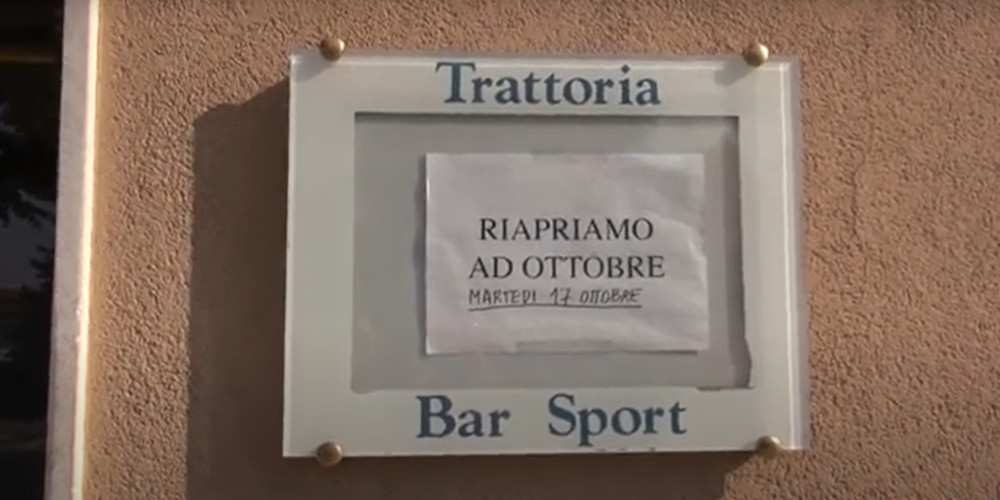 Trattoria
RIAPRIAMO
AD OTTOBRE
MARTEDI 17 OTTOBRE
Bar Sport